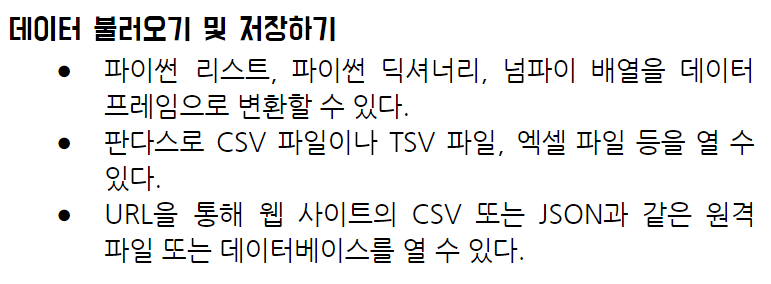 데이터 불러오기 및 저장하기
● 파이썬 리스트, 파이썬 딕셔너리, 넘파이 배열을 데이터
프레임으로 변환할 수 있다.
● 판다스로 CSV 파일이나 TSV 파일, 엑셀 파일 등을 열 수
있다.
● URL을 통해 웹 사이트의 CSV 또는 JSON과 같은 원격
파일 또는 데이터베이스를 열 수 있다.